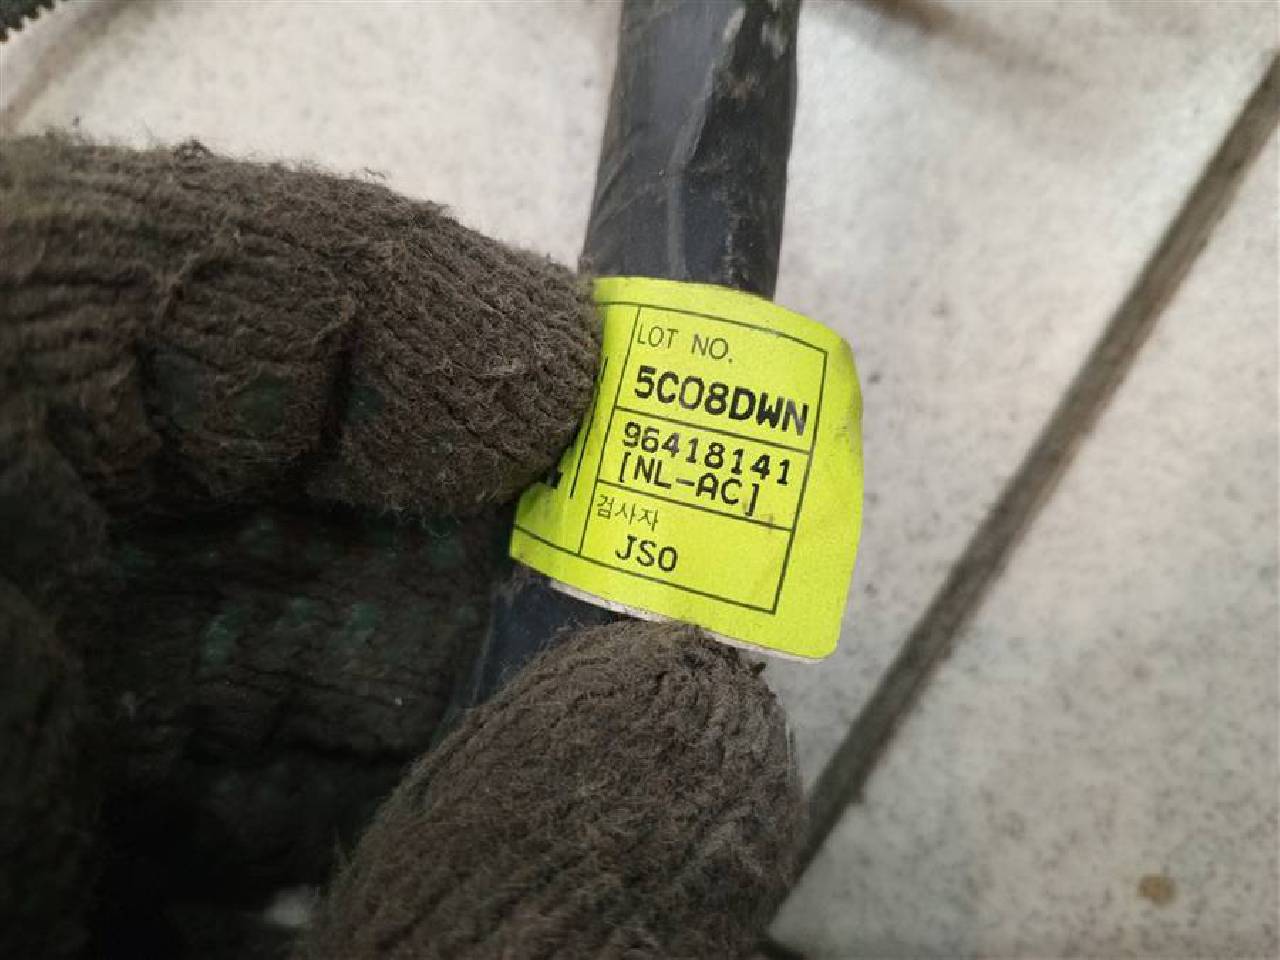 LOT NO.
5C08DWN
96418141
[NL-AC]
검사자
JSO